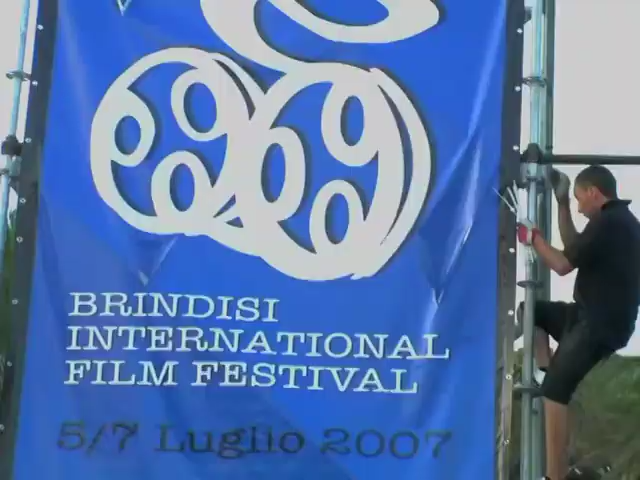 BRINDISI
INTERNATIONAL
FILM FESTIVAL
5/7 Luglio 2007